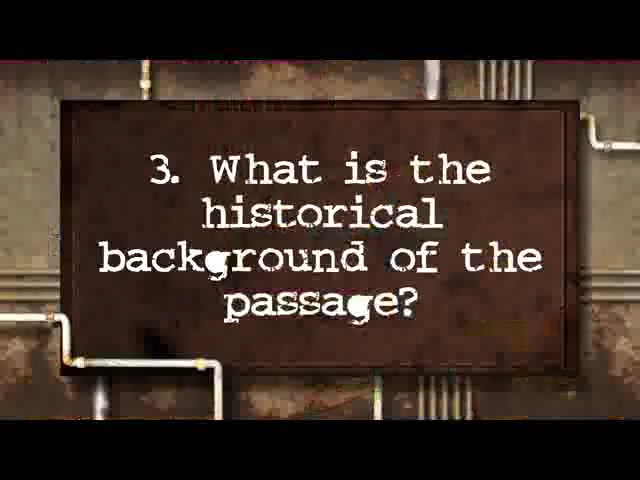 3. What is the
historical
background of the
passage?